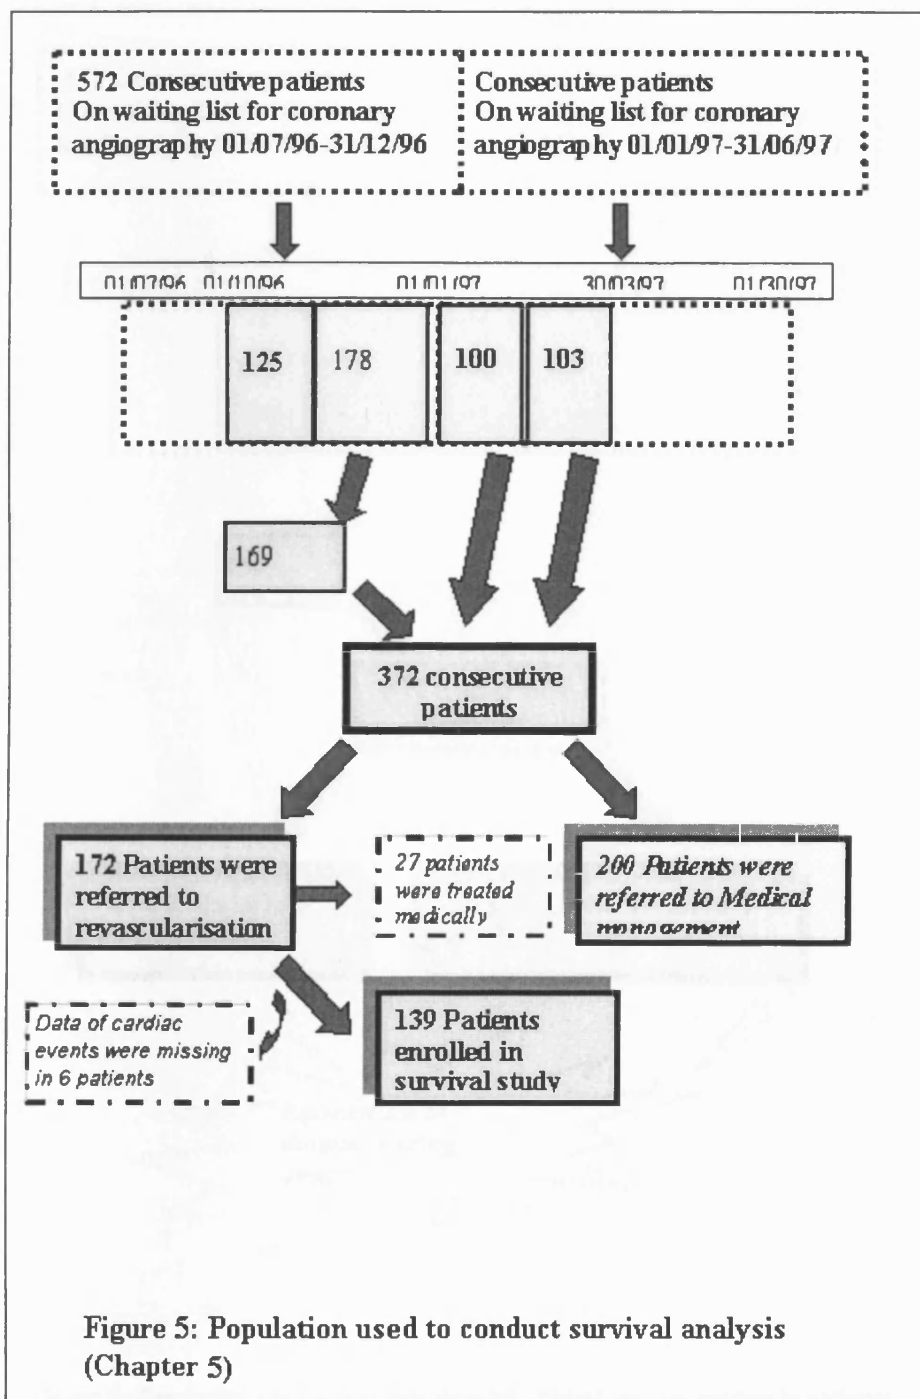 572 Consecutive patients
On waiting list for coronary
angiography 01/07/96-31/12/96
Consecutive patients
On waiting list for coronary
angiography 01/01/97-31/06/97
01/07/96 01/10/96 01/01/97 30/03/97 01/30/97
125 178 100 103
169
372 consecutive
patients
172 Patients were
referred to
revascularisation
27 patients
were treated
medically
200 Patients were
referred to Medical
management
Data of cardiac
events were missing
in 6 patients
139 Patients
enrolled in
survival study
Figure 5: Population used to conduct survival analysis
(Chapter 5)